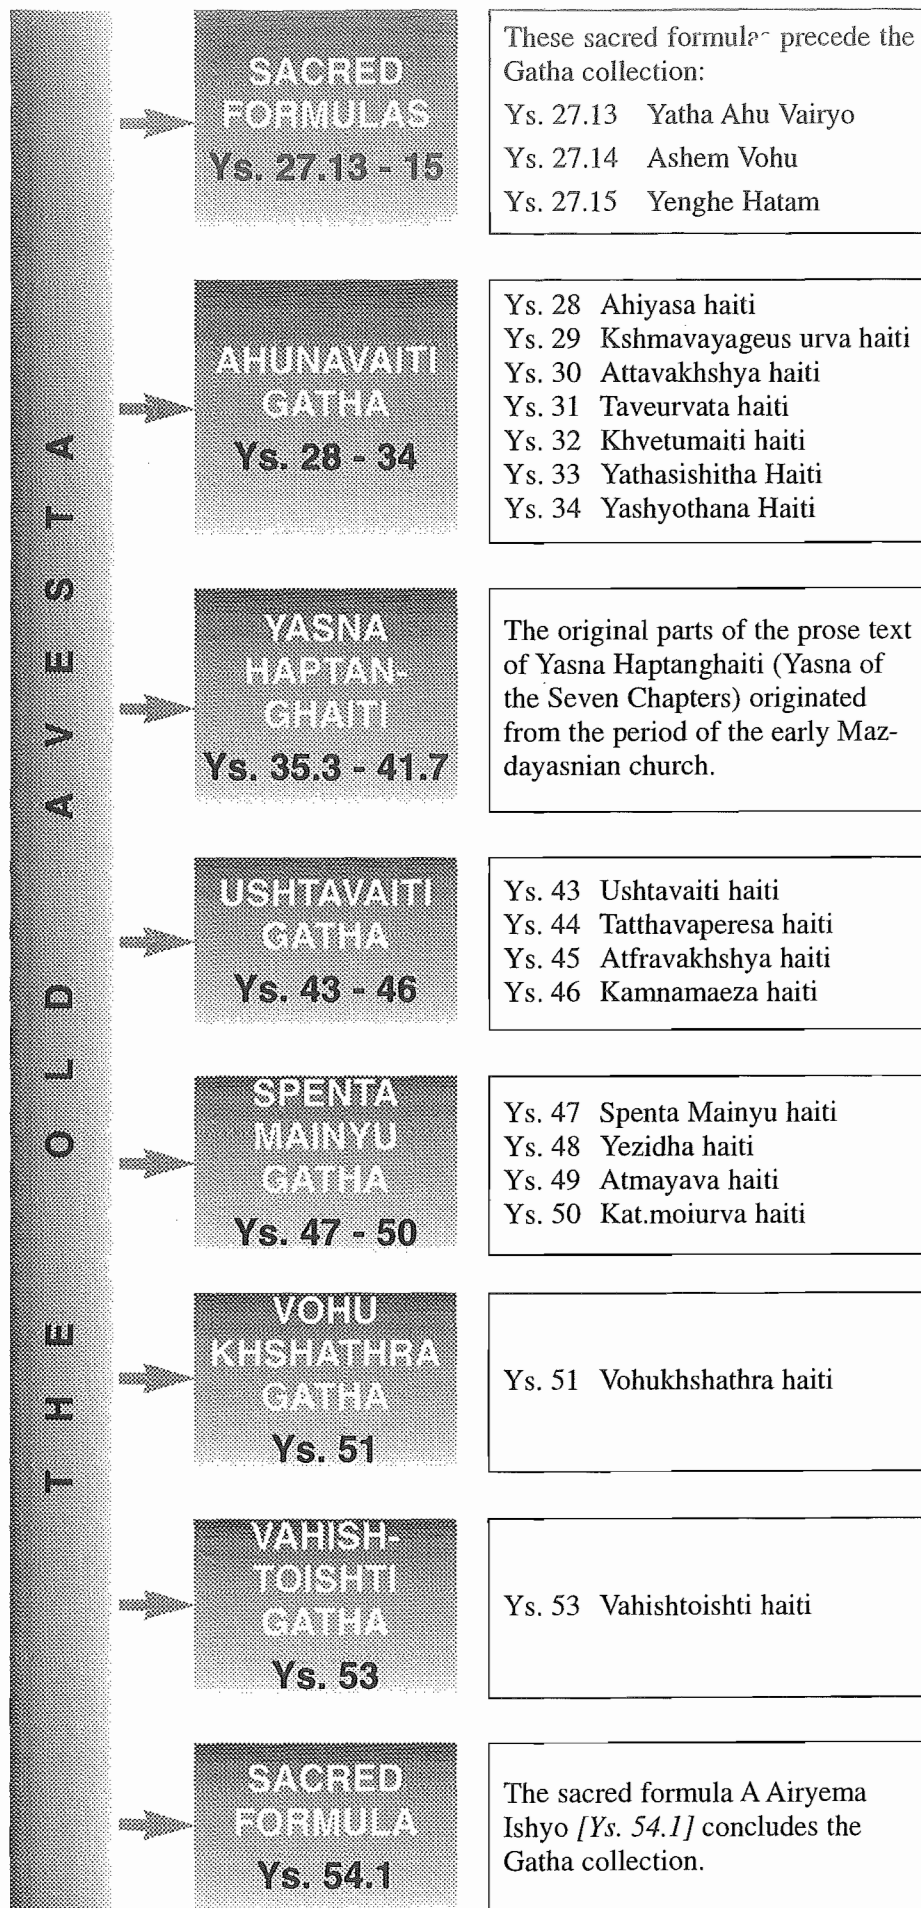 THE OLD AVESTA
SACRED
FORMULAS
Ys. 27.13 - 15
These sacred formulas precede the
Gatha collection:
Ys. 27.13 Yatha Ahu Vairyo
Ys. 27.14 Ashem Vohu
Ys. 27.15 Yenghe Hatam
AHUNAVAITI
GATHA
Ys. 28 - 34
Ys. 28 Ahiyasa haiti
Ys. 29 Kshmavayageus urva haiti
Ys. 30 Attavakhshya haiti
Ys. 31 Taveurvata haiti
Ys. 32 Khvetumaiti haiti
Ys. 33 Yathasishitha Haiti
Ys. 34 Yashyothana Haiti
YASNA
HAPTAN-
GHAITI
Ys. 35.3 - 41.7
The original parts of the prose text
of Yasna Haptanghaiti (Yasna of
the Seven Chapters) originated
from the period of the early Maz-
dayasnian church.
USHTAVAITI
GATHA
Ys. 43 - 46
Ys. 43 Ushtavaiti haiti
Ys. 44 Tatthavaperesa haiti
Ys. 45 Atfravakhshya haiti
Ys. 46 Kamnamaeza haiti
SPENTA
MAINYU
GATHA
Ys. 47 - 50
Ys. 47 Spenta Mainyu haiti
Ys. 48 Yezidha haiti
Ys. 49 Atmayava haiti
Ys. 50 Kat.moiurva haiti
VOHU
KHSHATHRA
GATHA
Ys. 51
Ys. 51 Vohukhshathra haiti
VAHISH-
TOISHTI
GATHA
Ys. 53
Ys. 53 Vahishtoishti haiti
SACRED
FORMULA
Ys. 54.1
The sacred formula A Airyema
Ishyo [Ys. 54.1] concludes the
Gatha collection.